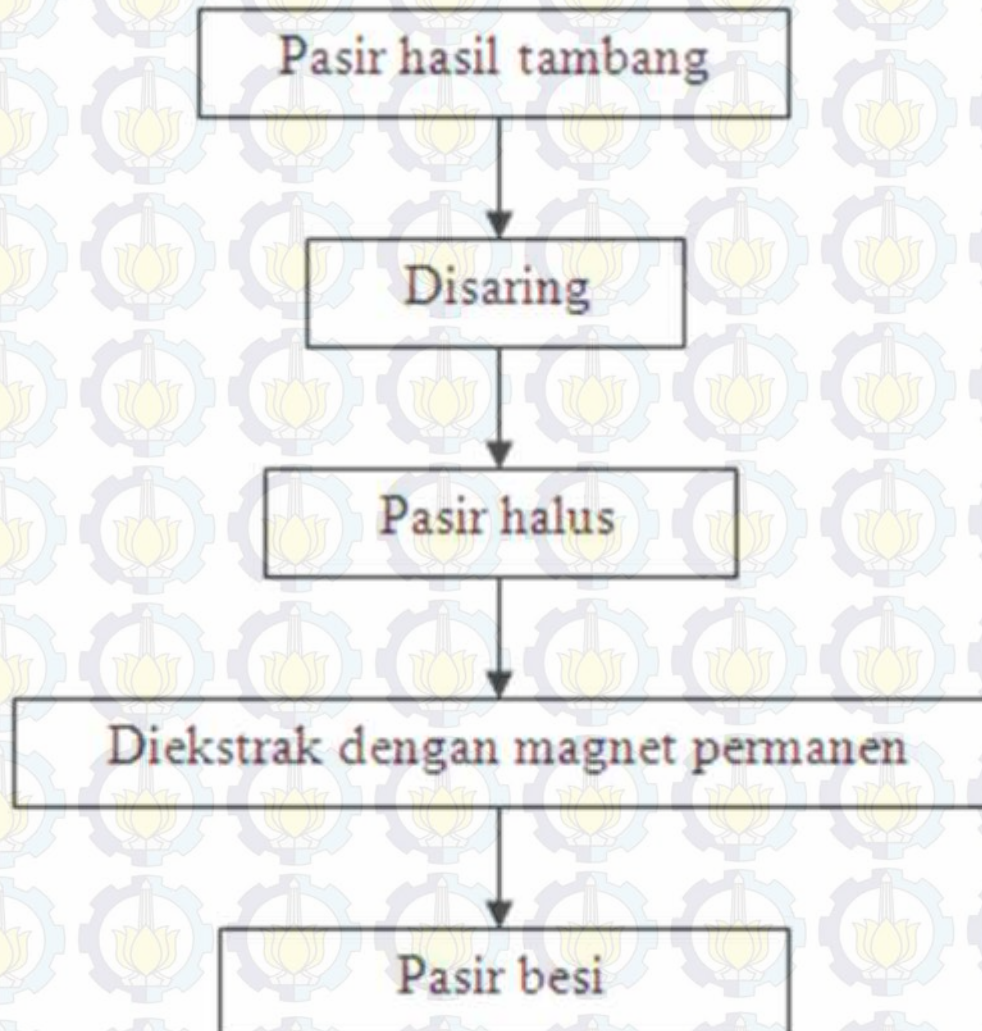 Pasir hasil tambang
Disaring
Pasir halus
Diekstrak dengan magnet permanen
Pasir besi